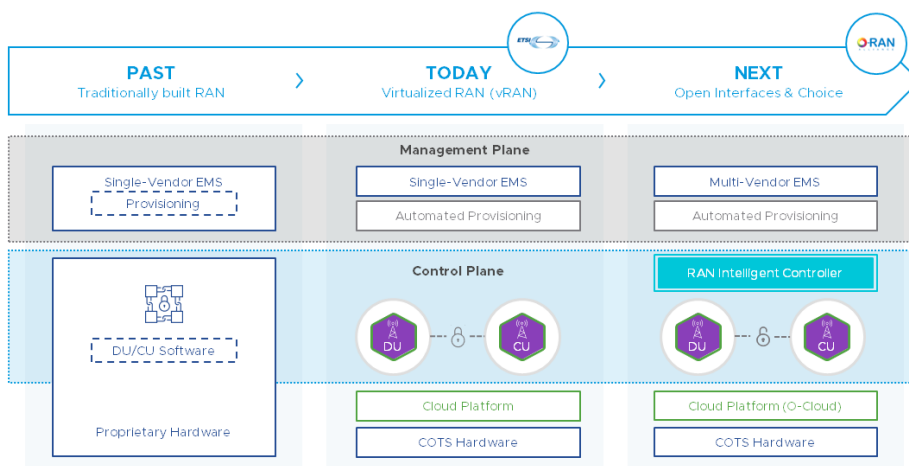 ETSI
O-RAN
PAST
Traditionally built RAN
TODAY
Virtualized RAN (vRAN)
NEXT
Open Interfaces & Choice
Management Plane
Single-Vendor EMS
Provisioning
Single-Vendor EMS
Automated Provisioning
Multi-Vendor EMS
Automated Provisioning
Control Plane
RAN Intelligent Controller
DU/CU Software
DU
CU
DU
CU
Proprietary Hardware
Cloud Platform
COTS Hardware
Cloud Platform (O-Cloud)
COTS Hardware